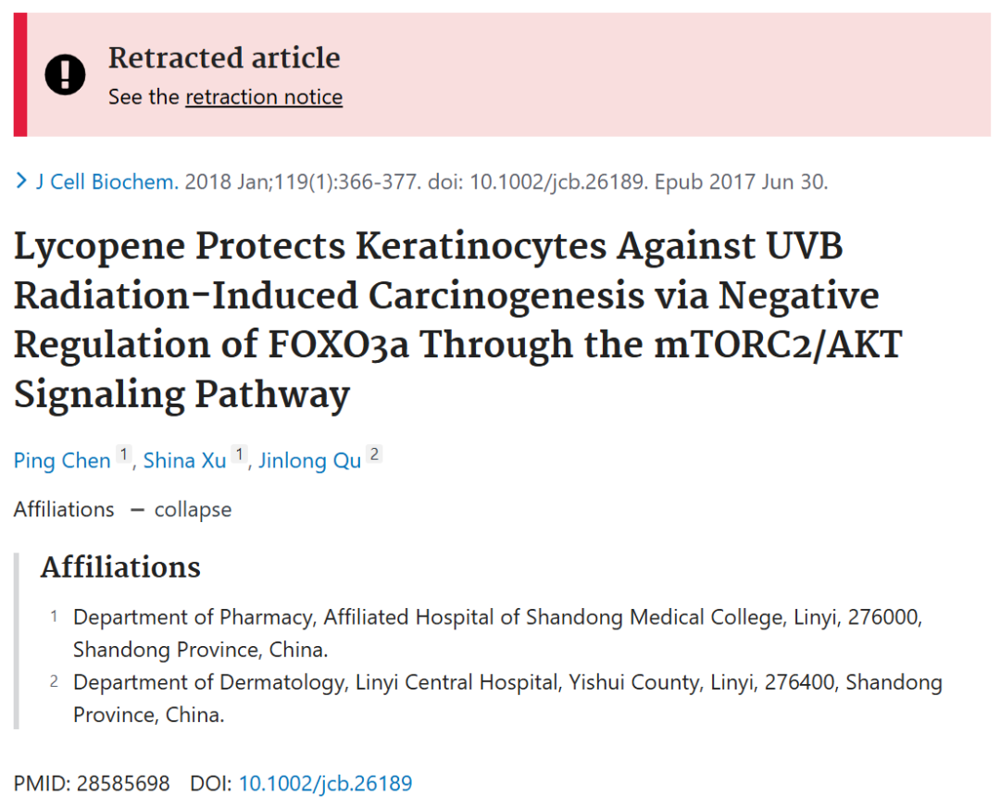 Retracted article
See the retraction notice
J Cell Biochem. 2018 Jan;119(1):366-377. doi: 10.1002/jcb.26189. Epub 2017 Jun 30.
Lycopene Protects Keratinocytes Against UVB
Radiation-Induced Carcinogenesis via Negative
Regulation of FOXO3a Through the mTORC2/AKT
Signaling Pathway
Ping Chen 1, Shina Xu 1, Jinlong Qu 2
Affiliations – collapse
Affiliations
1 Department of Pharmacy, Affiliated Hospital of Shandong Medical College, Linyi, 276000,
Shandong Province, China.
2 Department of Dermatology, Linyi Central Hospital, Yishui County, Linyi, 276400, Shandong
Province, China.
PMID: 28585698 DOI: 10.1002/jcb.26189